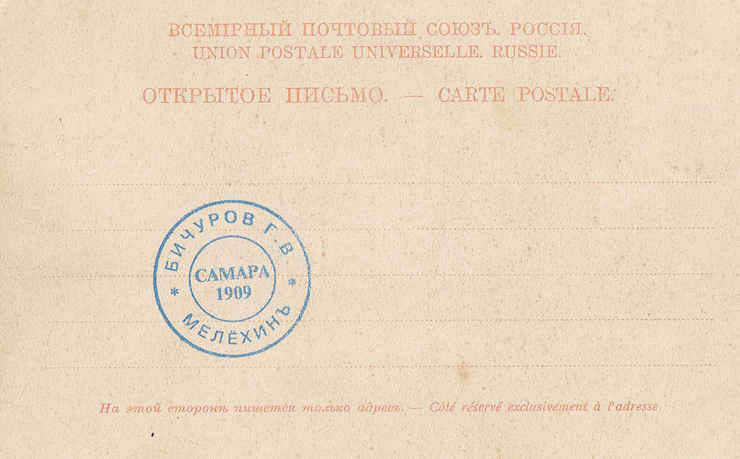 ВСЕМІРНЫЙ ПОЧТОВЫЙ СОЮЗЪ. РОССІЯ.
UNION POSTALE UNIVERSELLE. RUSSIE.
ОТКРЫТОЕ ПИСЬМО. — CARTE POSTALE.
БИЧУРОВ Г. В.
САМАРА
1909
* МЕЛЁХИНЪ *
На этой сторонѣ пишется только адресъ. — Côté réservé exclusivement à l'adresse